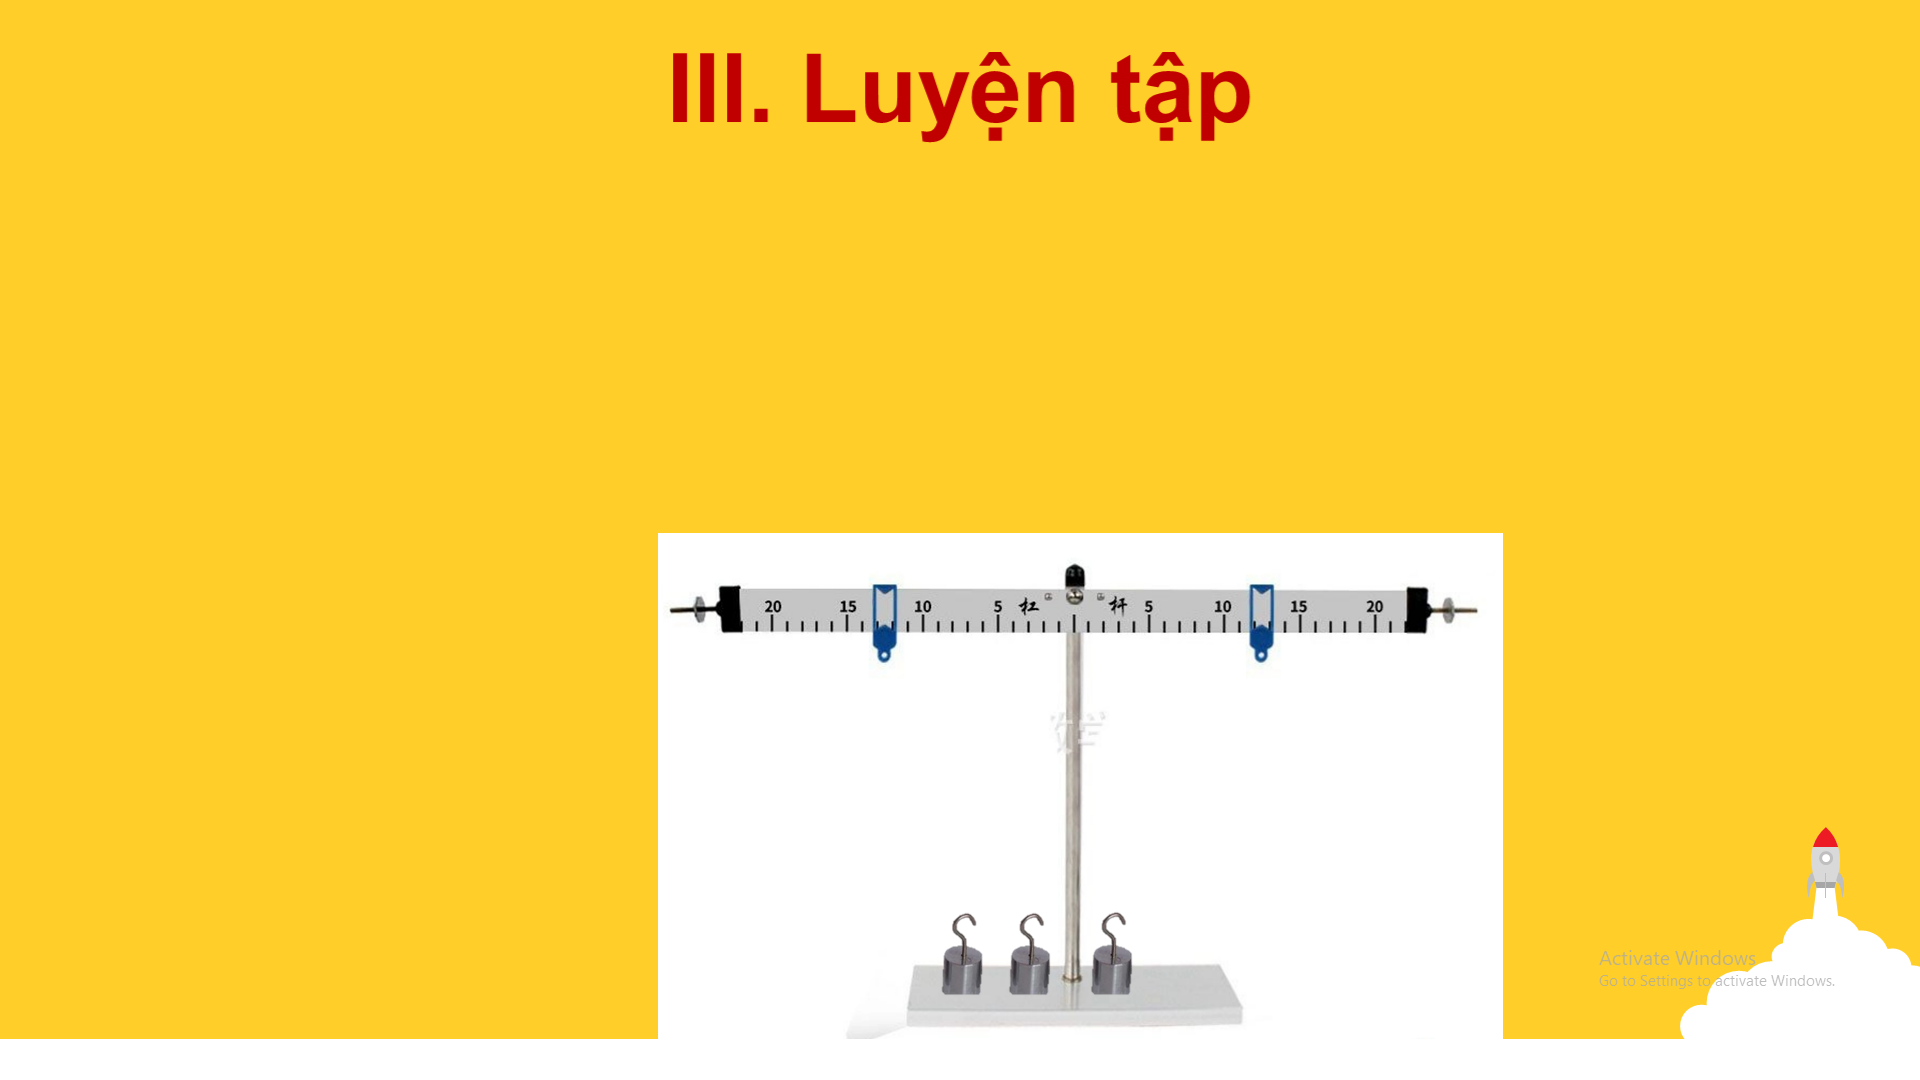 III. Luyện tập
20 15 10 5 杠 杆 5 10 15 20
Activate Windows
Go to Settings to activate Windows.